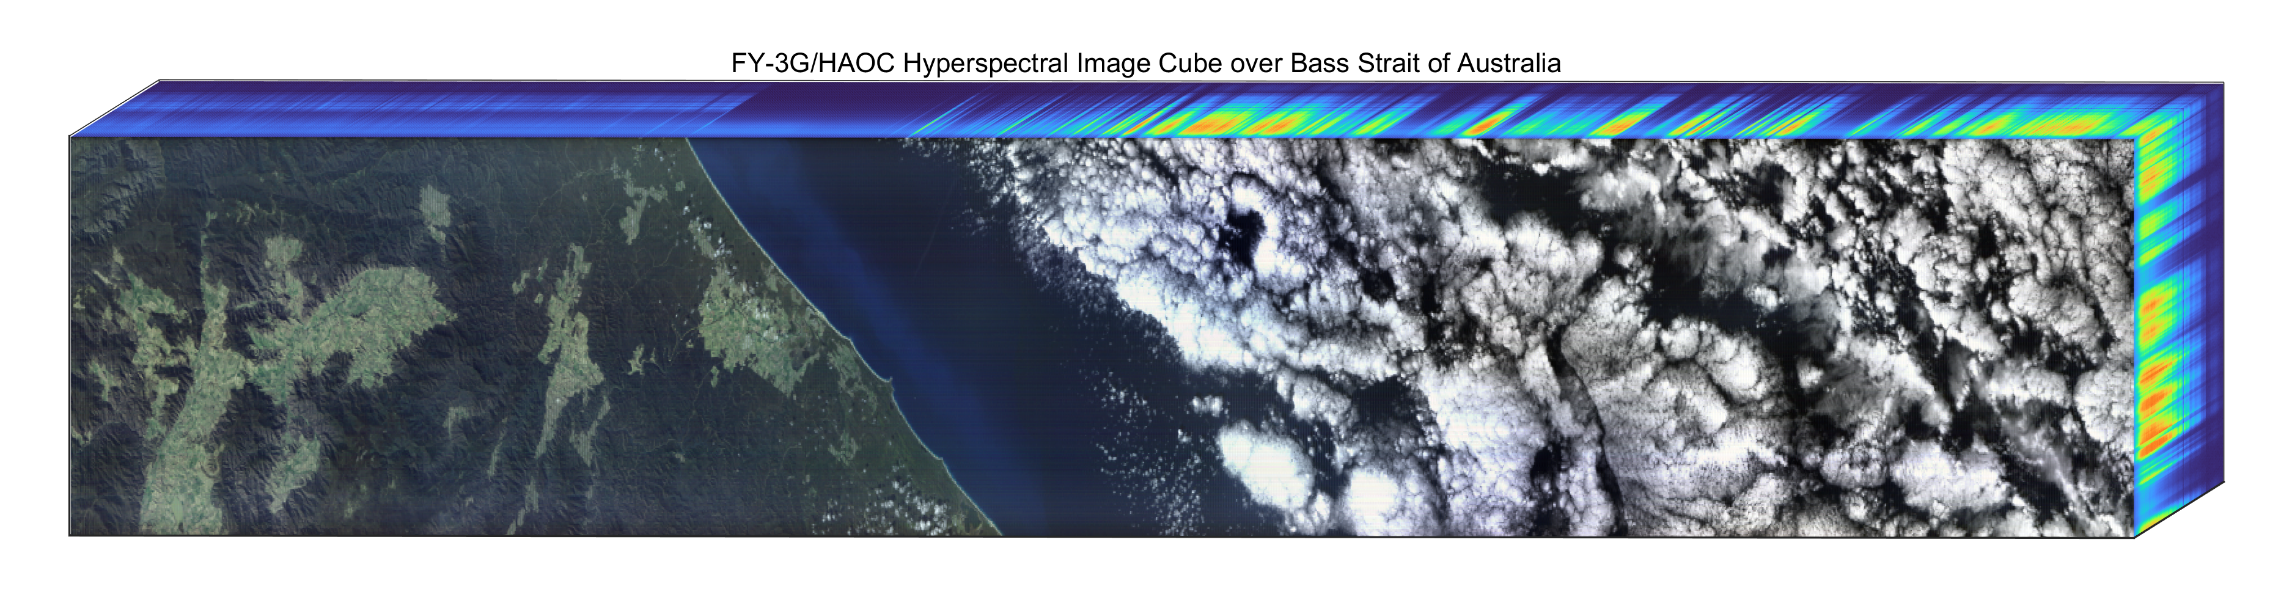 FY-3G/HAOC Hyperspectral Image Cube over Bass Strait of Australia